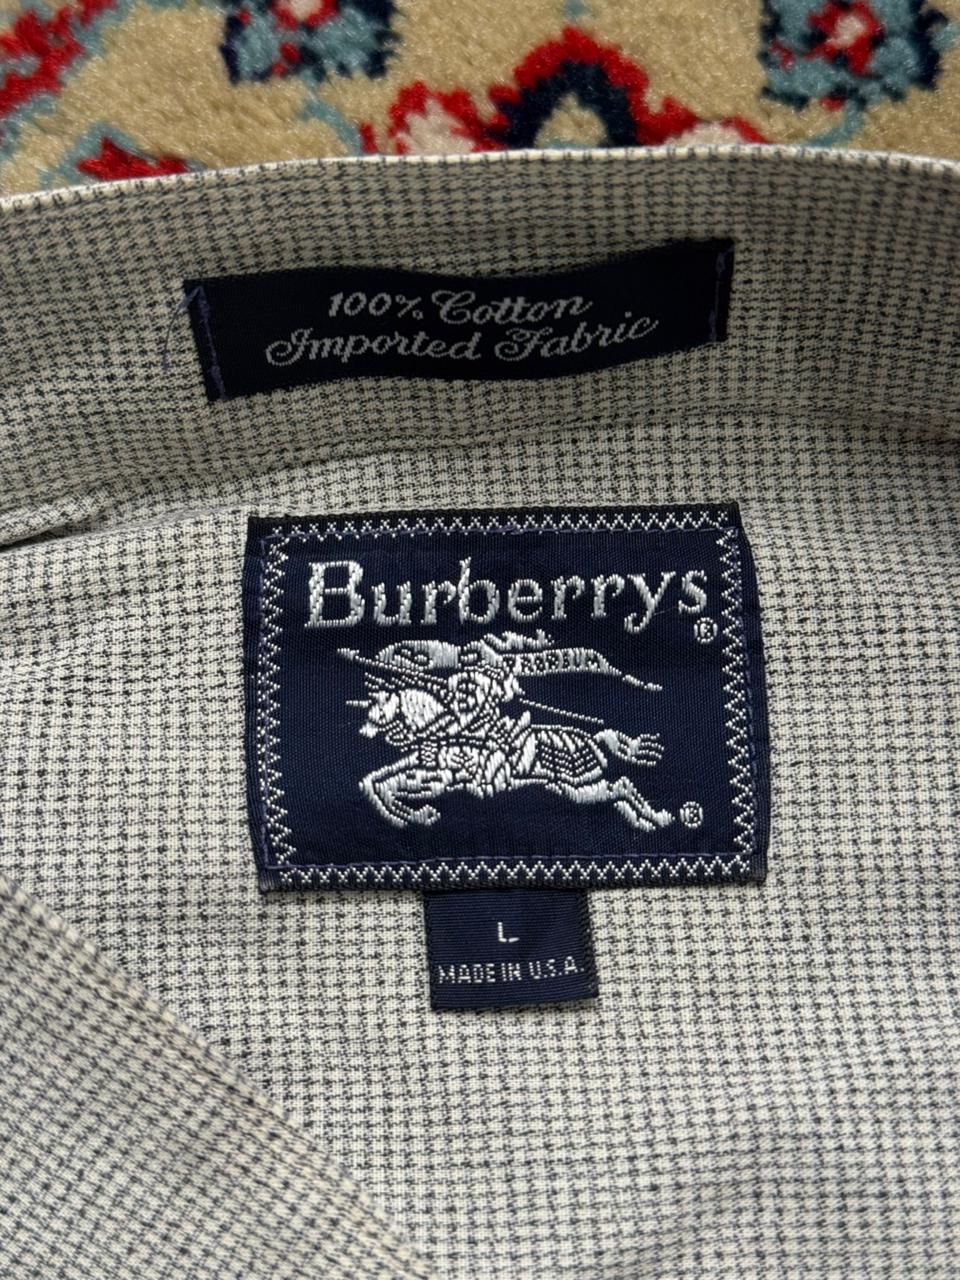 100% Cotton
Imported Fabric
Burberrys
®
®
L
MADE IN U.S.A.